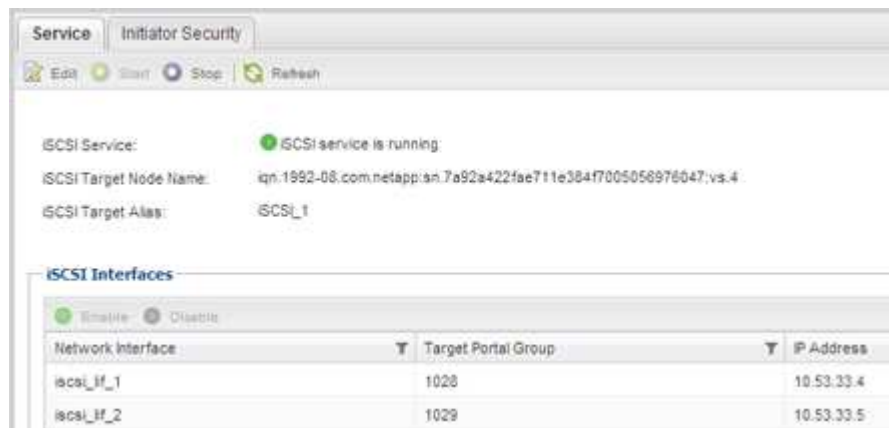 Service Initiator Security
Edit Start Stop Refresh
iSCSI Service: iSCSI service is running
iSCSI Target Node Name: iqn.1992-08.com.netapp:sn.7a92a422fae711e384f7005056976047:vs.4
iSCSI Target Alias: iSCSI_1
iSCSI Interfaces
Enable Disable
Network Interface Target Portal Group IP Address
iscsi_lif_1 1028 10.53.33.4
iscsi_lif_2 1029 10.53.33.5